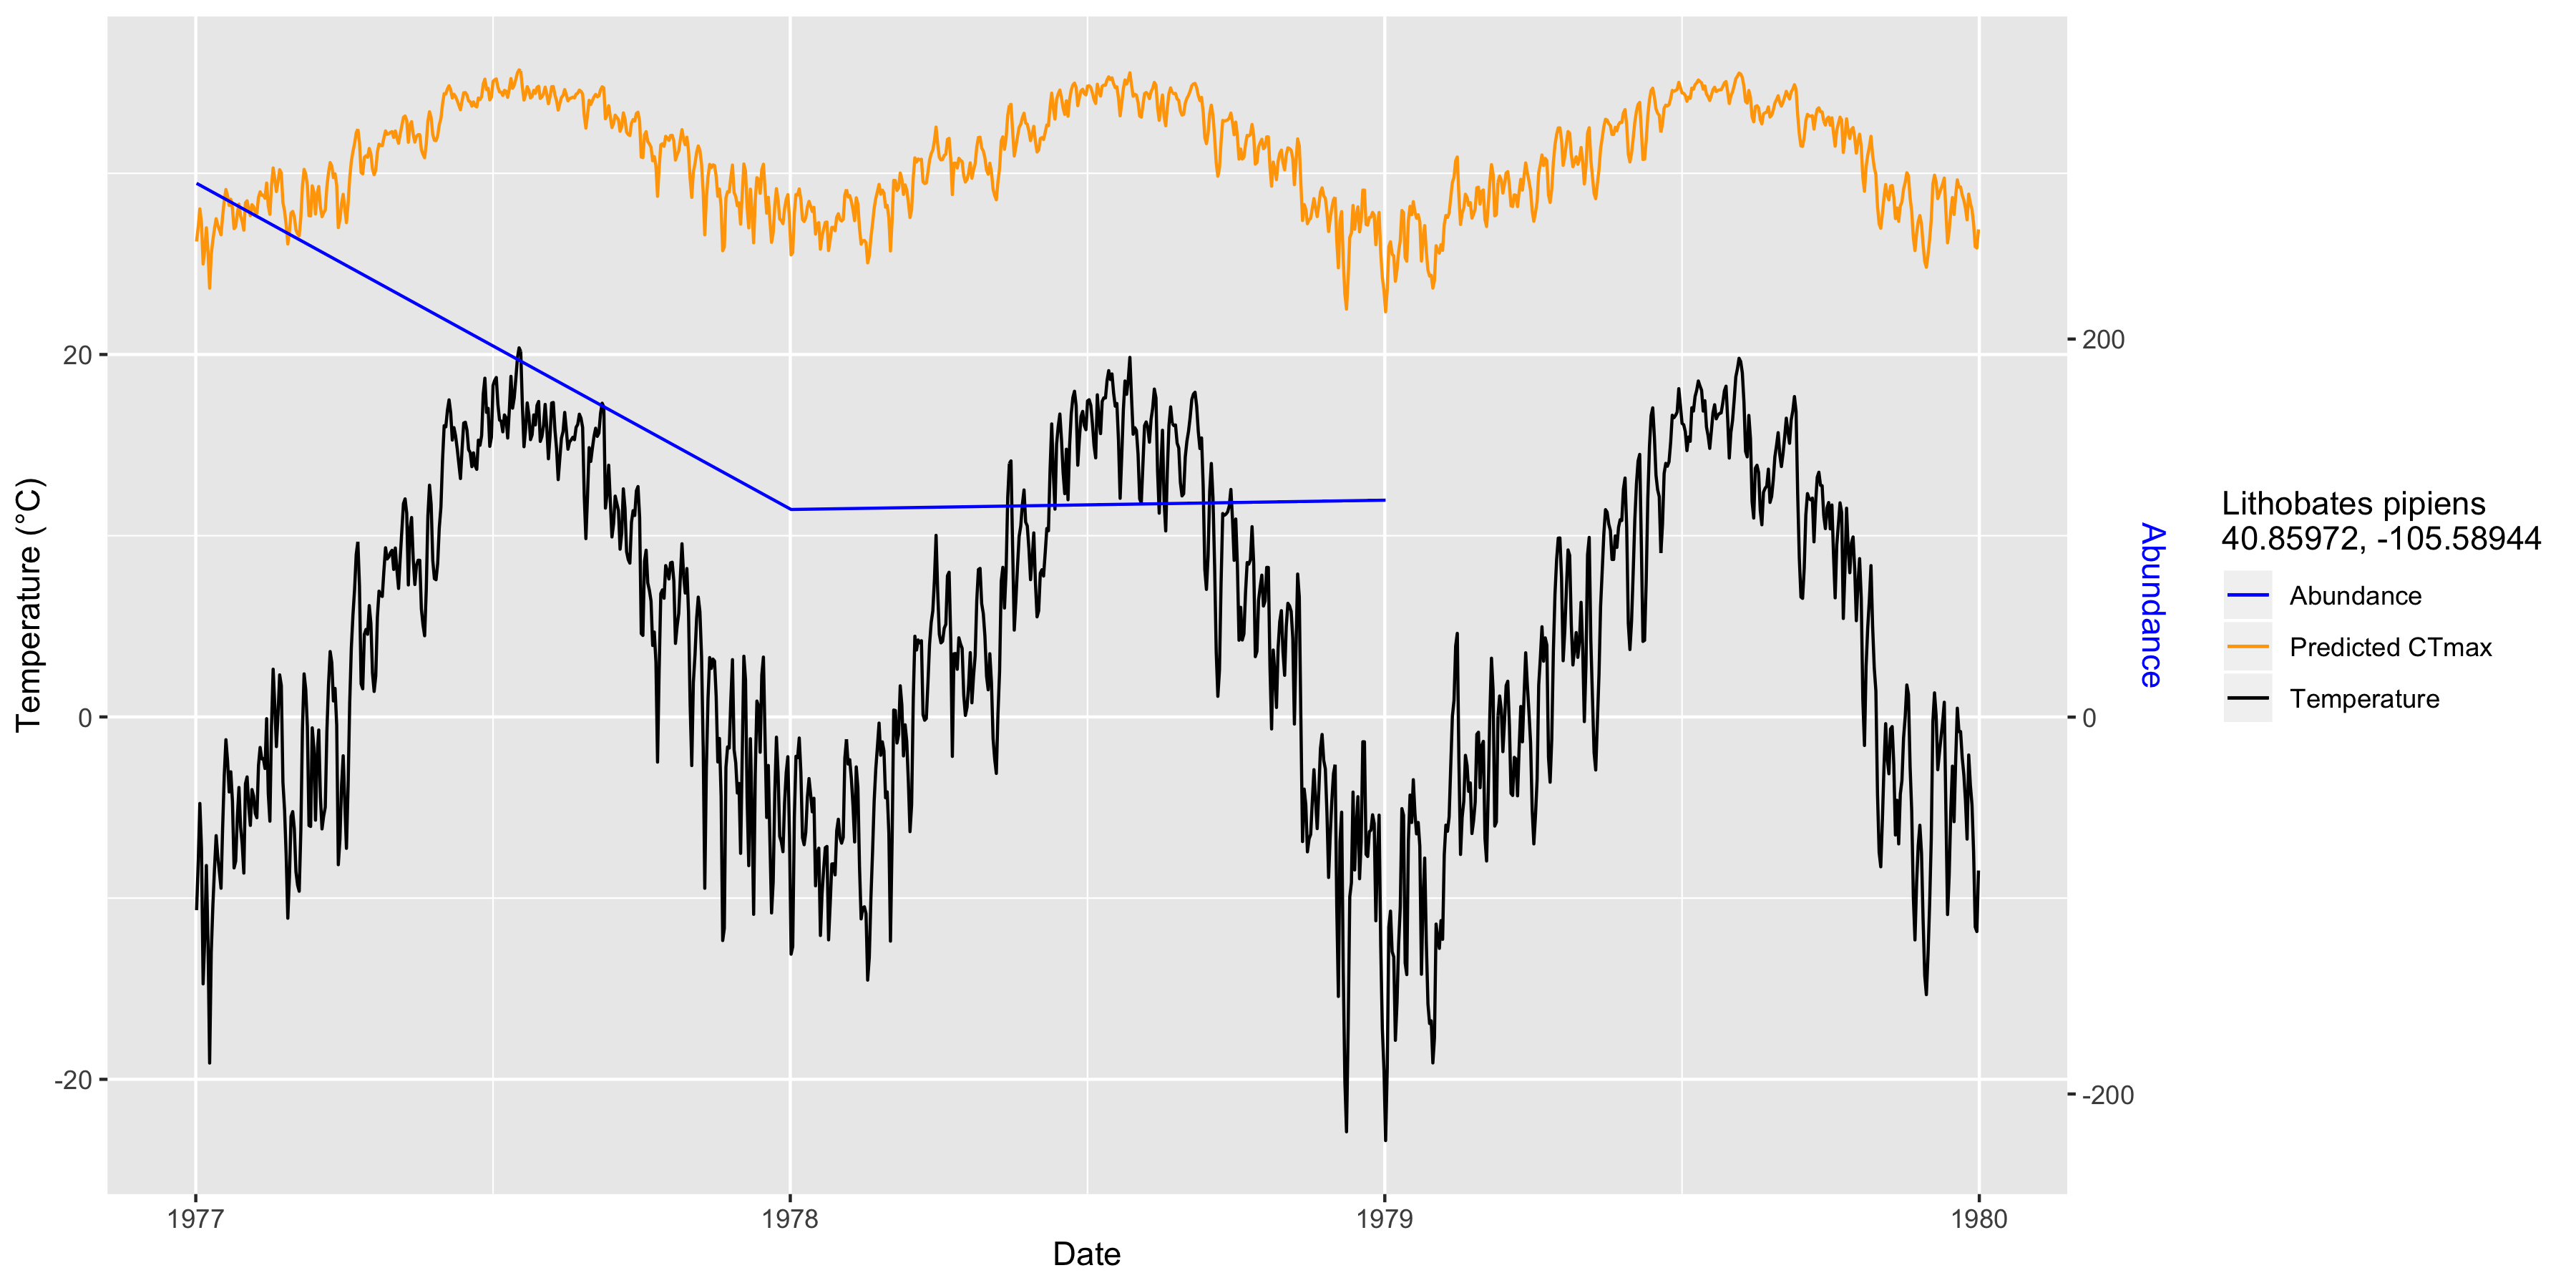 Temperature (°C)
20
0
-20
1977
1978
1979
1980
Date
200
0
-200
Abundance
Lithobates pipiens
40.85972, -105.58944
Abundance
Predicted CTmax
Temperature